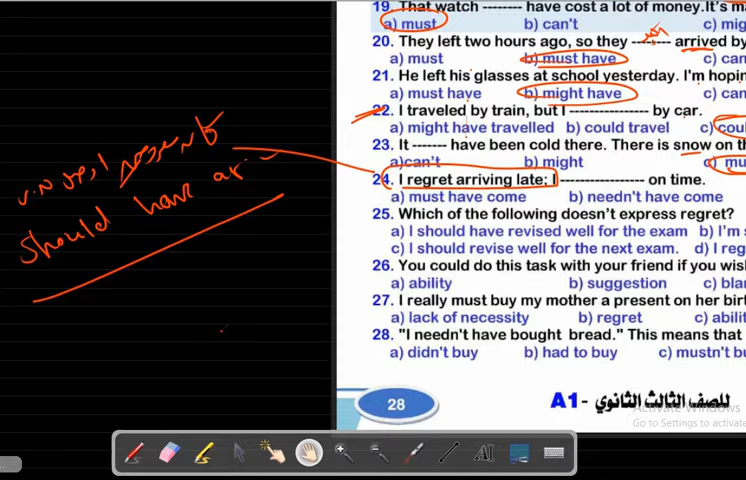 19. That watch -------- have cost a lot of money. It's m
a) must b) can't c) mig
20. They left two hours ago, so they -------- arrived by
a) must b) must have c) can
21. He left his glasses at school yesterday. I'm hopin
a) must have b) might have c) can
22. I traveled by train, but I ----------------- by car.
a) might have travelled b) could travel c) coul
23. It ------- have been cold there. There is snow on th
a) can't b) might c) mu
24. I regret arriving late; I ------------------ on time.
a) must have come b) needn't have come c)
25. Which of the following doesn't express regret?
a) I should have revised well for the exam b) I'm s
c) I should revise well for the next exam. d) I reg
26. You could do this task with your friend if you wis
a) ability b) suggestion c) bla
27. I really must buy my mother a present on her birt
a) lack of necessity b) regret c) abilit
28. "I needn't have bought bread." This means that
a) didn't buy b) had to buy c) mustn't bu
should have arr
28
A1 - للصف الثالث الثانوي
Activate Windows
Go to Settings to activate